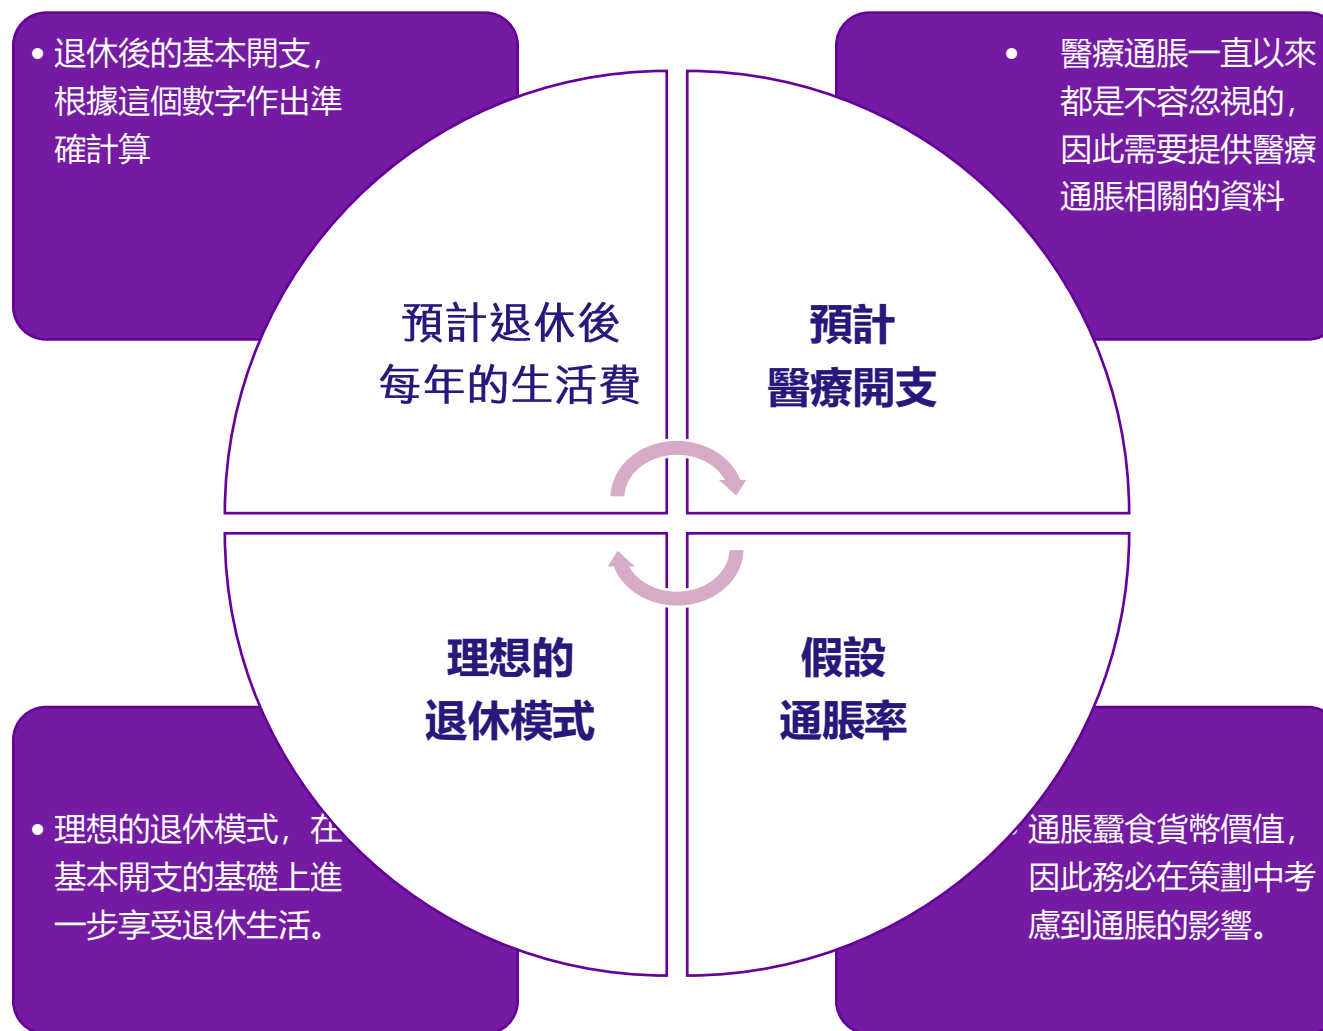 • 退休後的基本開支，
根據這個數字作出準
確計算
• 醫療通脹一直以來
都是不容忽視的，
因此需要提供醫療
通脹相關的資料
預計退休後
每年的生活費
預計
醫療開支
理想的
退休模式
假設
通脹率
• 理想的退休模式，在
基本開支的基礎上進
一步享受退休生活。
• 通脹蠶食貨幣價值，
因此務必在策劃中考
慮到通脹的影響。